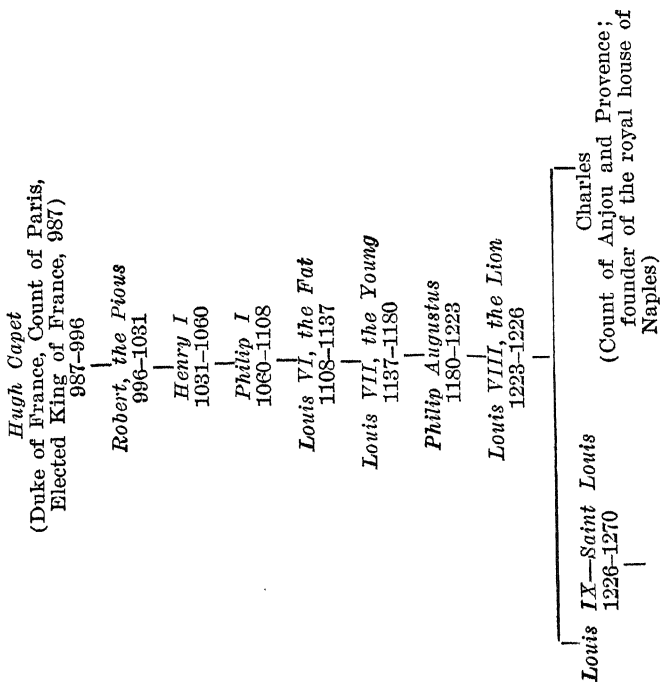 Hugh Capet
(Duke of France, Count of Paris,
Elected King of France, 987)
987–996
Robert, the Pious
996–1031
Henry I
1031–1060
Philip I
1060–1108
Louis VI, the Fat
1108–1137
Louis VII, the Young
1137–1180
Philip Augustus
1180–1223
Louis VIII, the Lion
1223–1226
Louis IX—Saint Louis
1226–1270
Charles
(Count of Anjou and Provence;
founder of the royal house of
Naples)